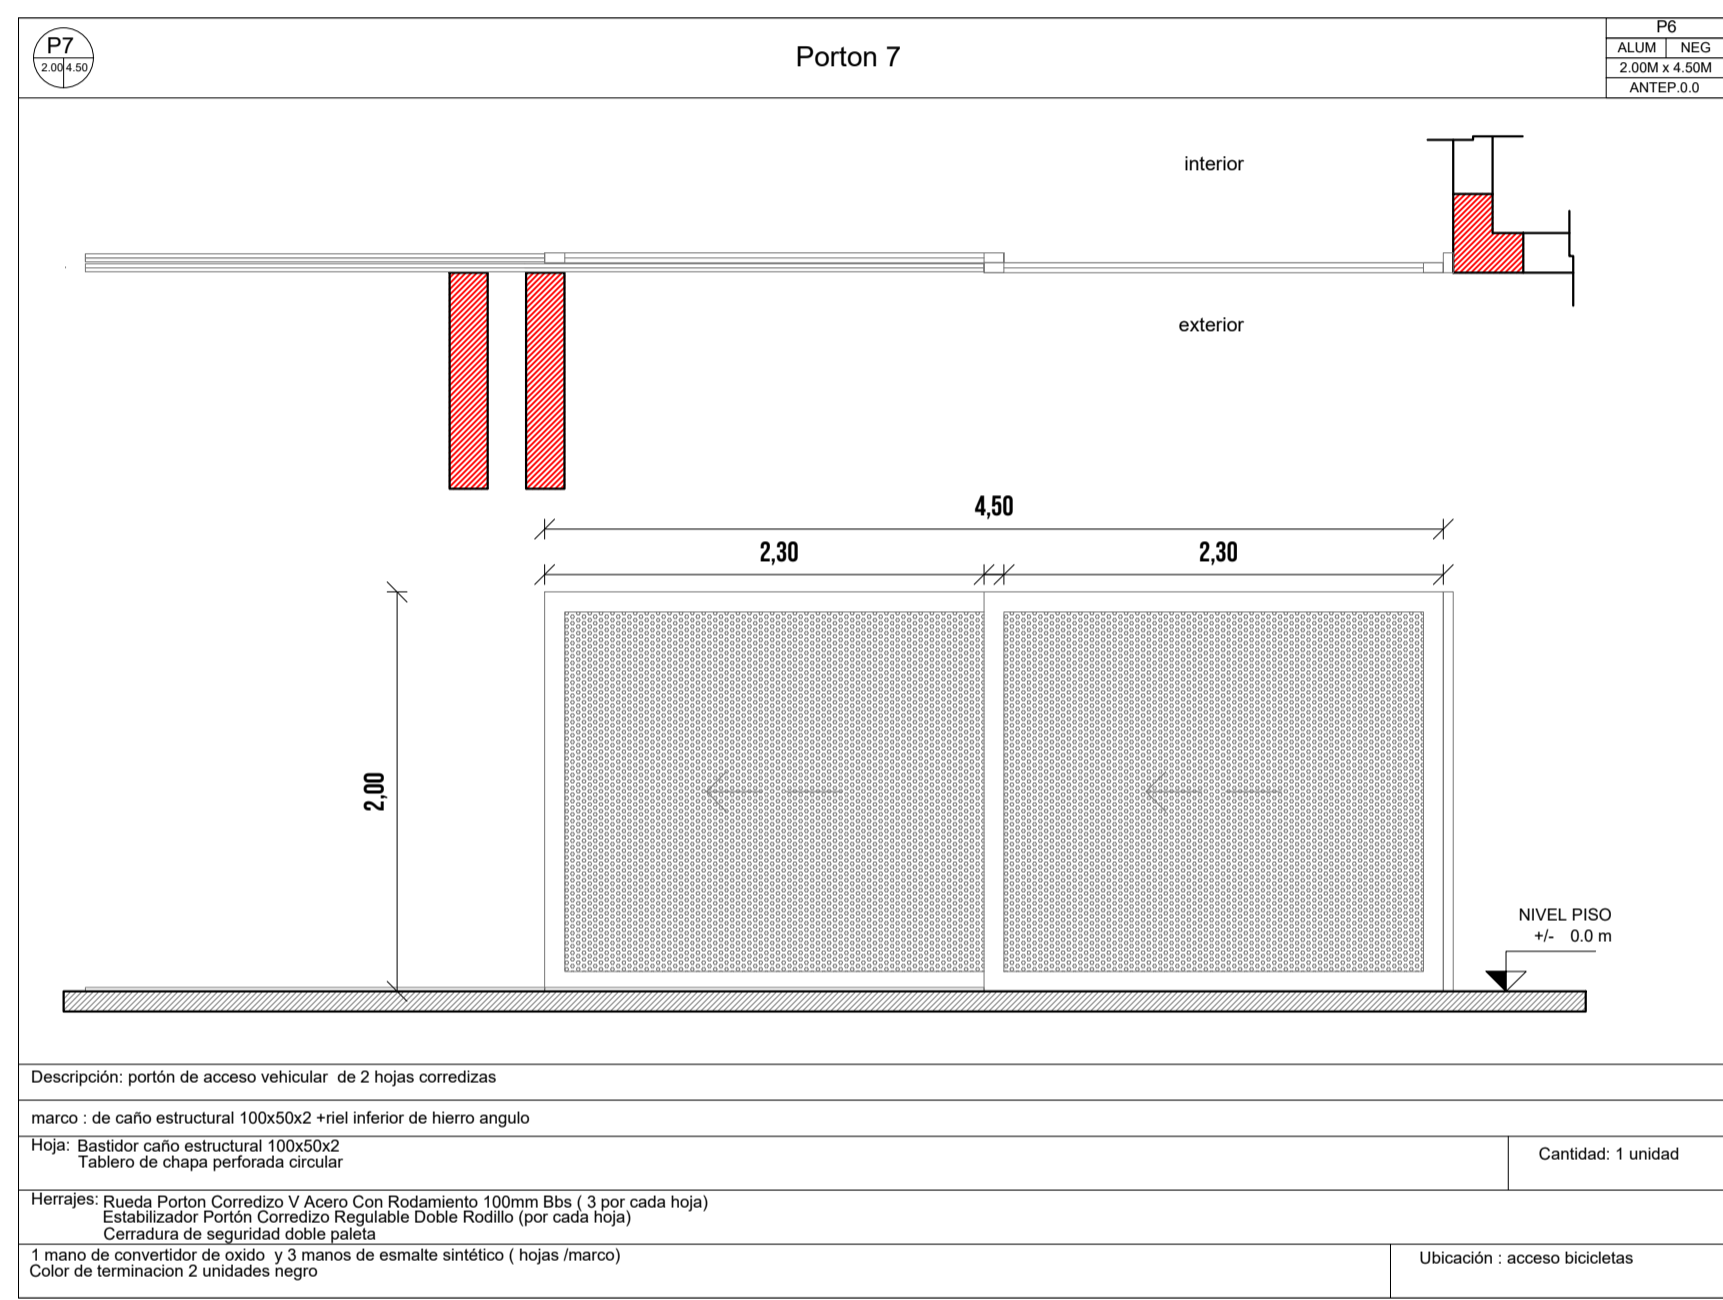 P7
2.00 4.50
Porton 7
P6
ALUM NEG
2.00M x 4.50M
ANTEP.0.0
interior
exterior
4,50
2,30 2,30
2,00
NIVEL PISO
+/- 0.0 m
Descripción: portón de acceso vehicular de 2 hojas corredizas
marco : de caño estructural 100x50x2 +riel inferior de hierro angulo
Hoja: Bastidor caño estructural 100x50x2
Tablero de chapa perforada circular
Cantidad: 1 unidad
Herrajes: Rueda Porton Corredizo V Acero Con Rodamiento 100mm Bbs ( 3 por cada hoja)
Estabilizador Portón Corredizo Regulable Doble Rodillo (por cada hoja)
Cerradura de seguridad doble paleta
1 mano de convertidor de oxido y 3 manos de esmalte sintético ( hojas /marco)
Color de terminacion 2 unidades negro
Ubicación : acceso bicicletas